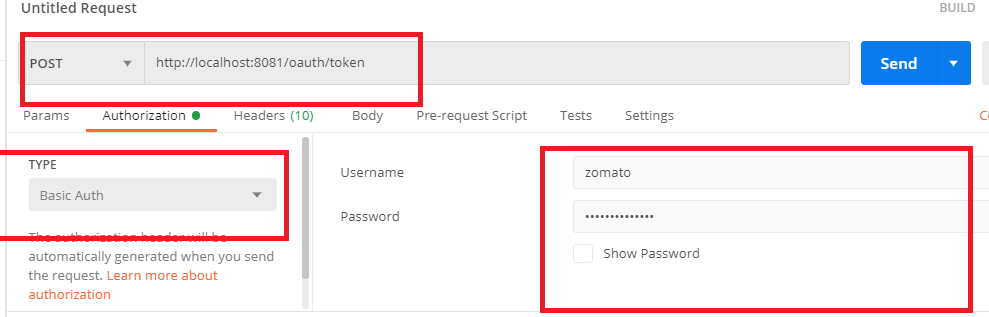 Untitled Request BUILD
POST http://localhost:8081/oauth/token Send
Params Authorization Headers (10) Body Pre-request Script Tests Settings
TYPE
Basic Auth
The authorization header will be
automatically generated when you send
the request. Learn more about
authorization
Username zomato
Password ••••••••••••••
Show Password